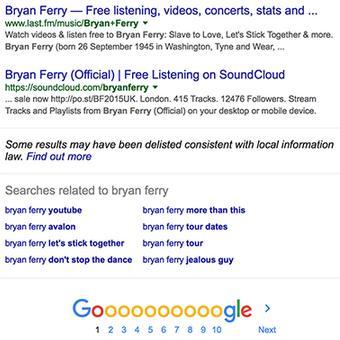 Bryan Ferry — Free listening, videos, concerts, stats and ...
www.last.fm/music/Bryan+Ferry
Watch videos & listen free to Bryan Ferry: Slave to Love, Let's Stick Together & more.
Bryan Ferry (born 26 September 1945 in Washington, Tyne and Wear, ...
Bryan Ferry (Official) | Free Listening on SoundCloud
https://soundcloud.com/bryanferry
... sale now http://po.st/BF2015UK. London. 415 Tracks. 12476 Followers. Stream
Tracks and Playlists from Bryan Ferry (Official) on your desktop or mobile device.
Some results may have been delisted consistent with local information
law. Find out more
Searches related to bryan ferry
bryan ferry youtube bryan ferry more than this
bryan ferry avalon bryan ferry tour dates
bryan ferry let's stick together bryan ferry tour
bryan ferry don't stop the dance bryan ferry jealous guy
Goooooooooogle >
1 2 3 4 5 6 7 8 9 10 Next